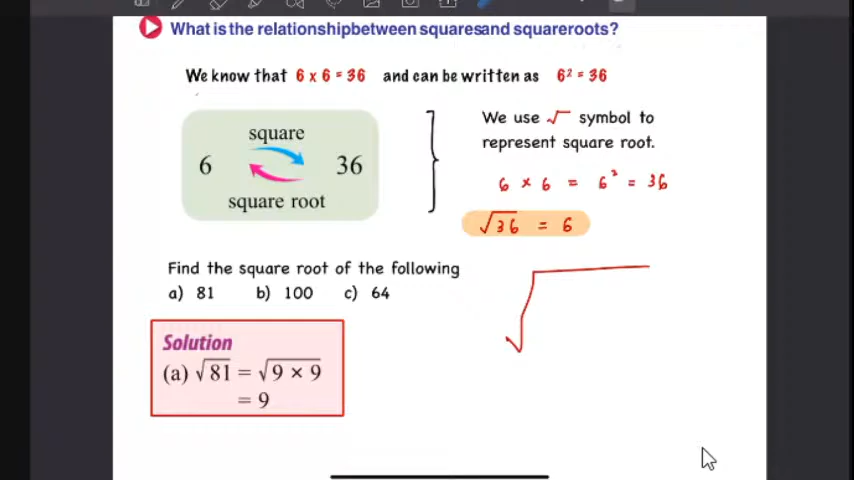 What is the relationshipbetween squaresand squareroots?
We know that 6 x 6 = 36 and can be written as 6² = 36
square
6 36
square root
We use √ symbol to
represent square root.
6 × 6 = 6² = 36
√36 = 6
Find the square root of the following
a) 81 b) 100 c) 64
√
Solution
(a) √81 = √9 × 9
= 9